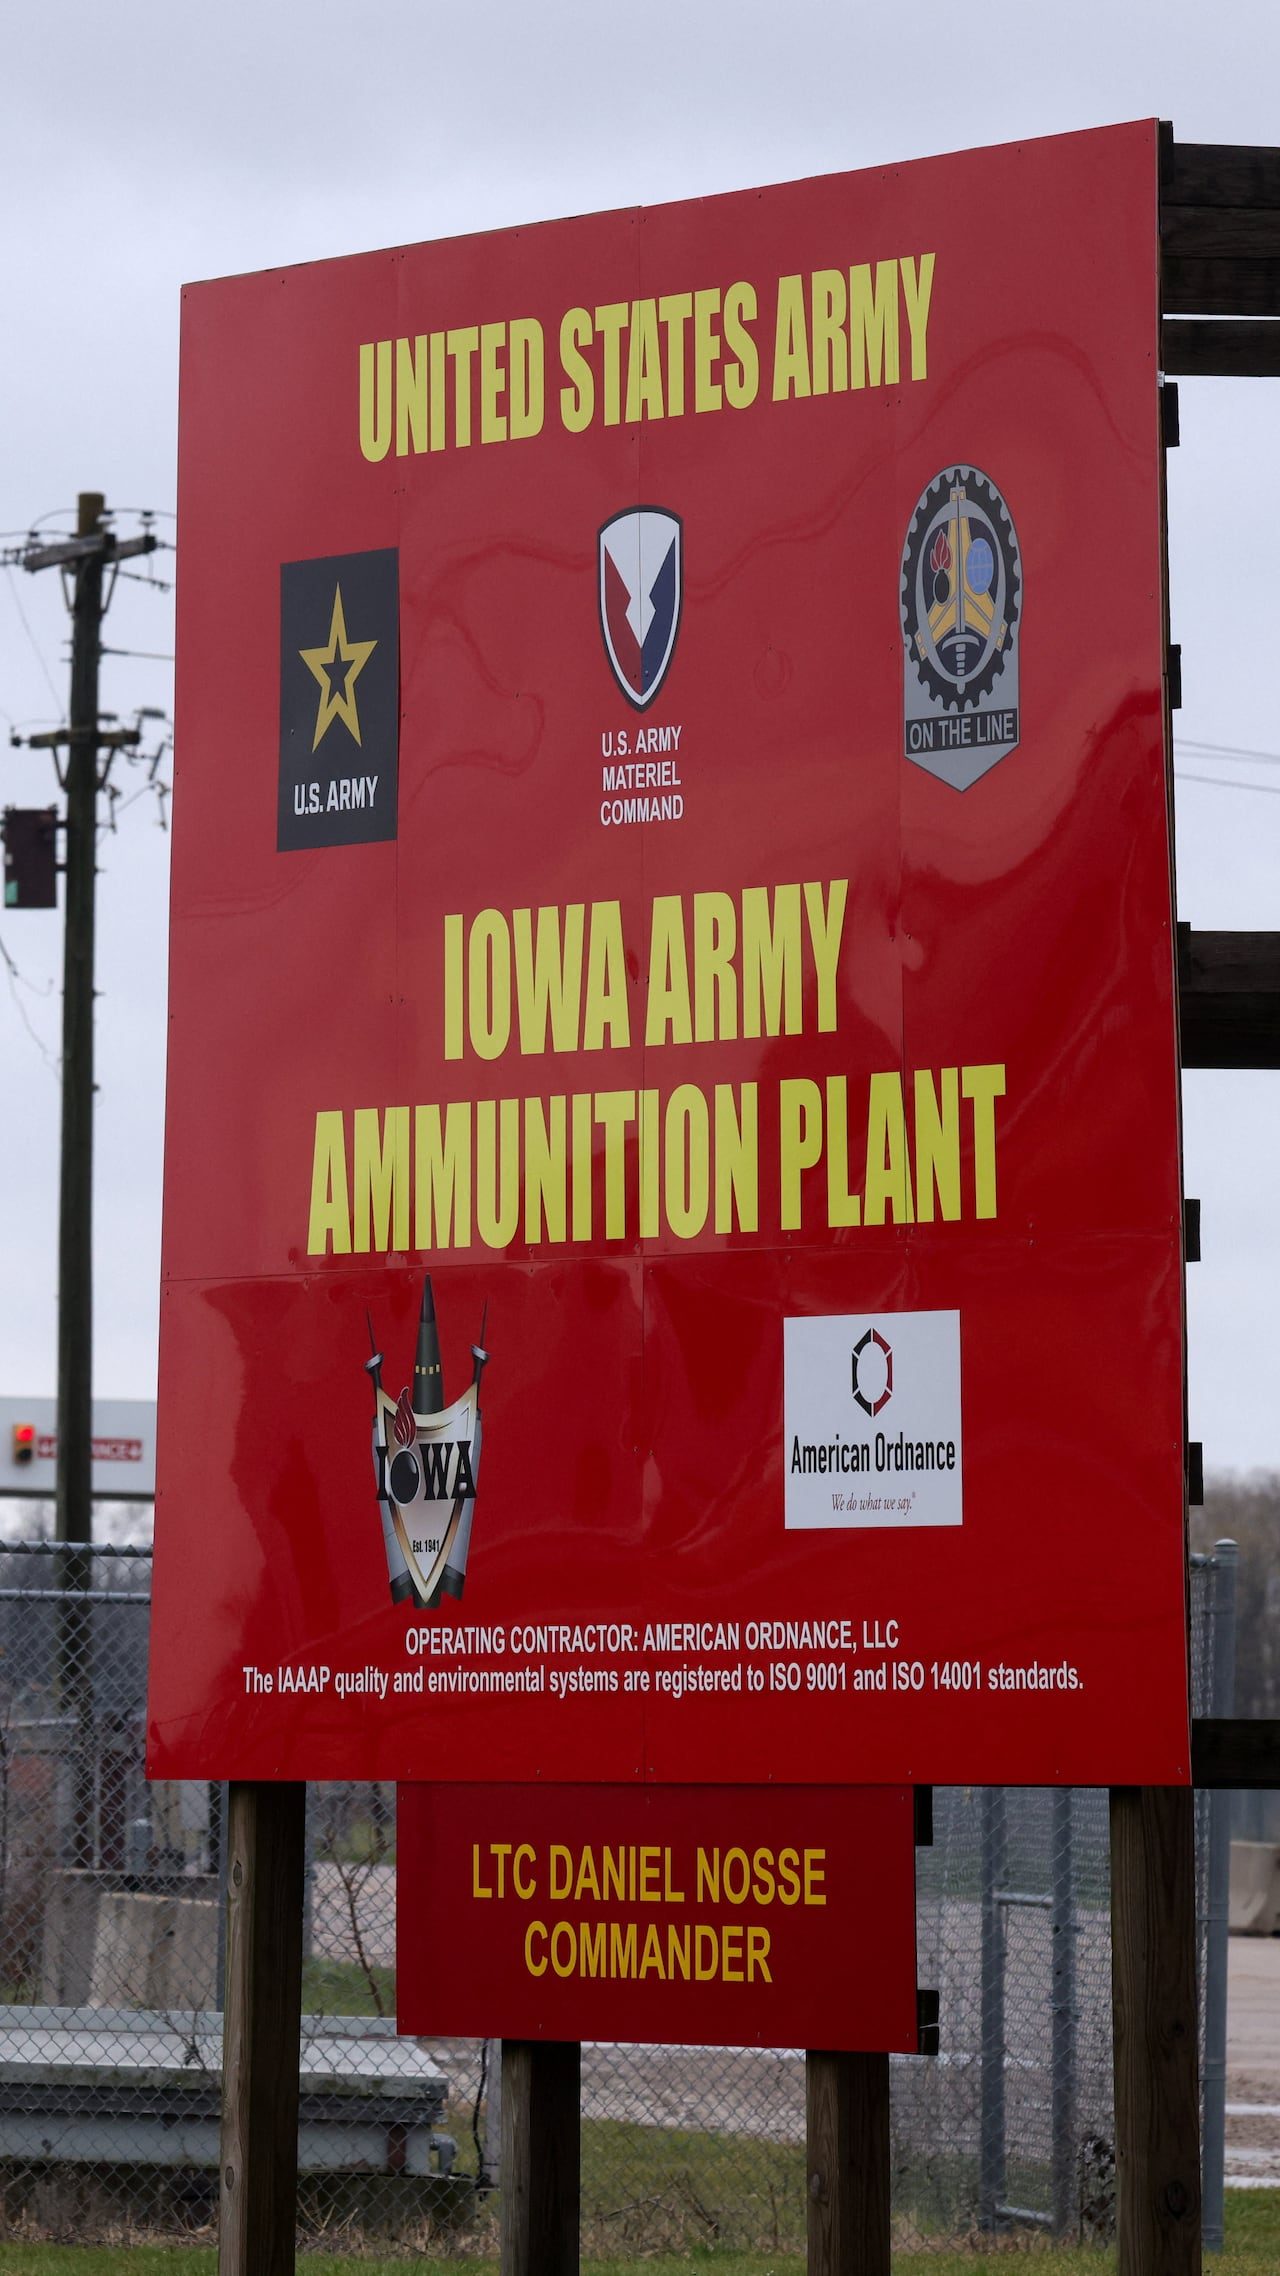 UNITED STATES ARMY
U.S. ARMY
U.S. ARMY
MATERIEL
COMMAND
ON THE LINE
IOWA ARMY
AMMUNITION PLANT
IOWA
Est. 1941
American Ordnance
We do what we say.®
OPERATING CONTRACTOR: AMERICAN ORDNANCE, LLC
The IAAAP quality and environmental systems are registered to ISO 9001 and ISO 14001 standards.
LTC DANIEL NOSSE
COMMANDER